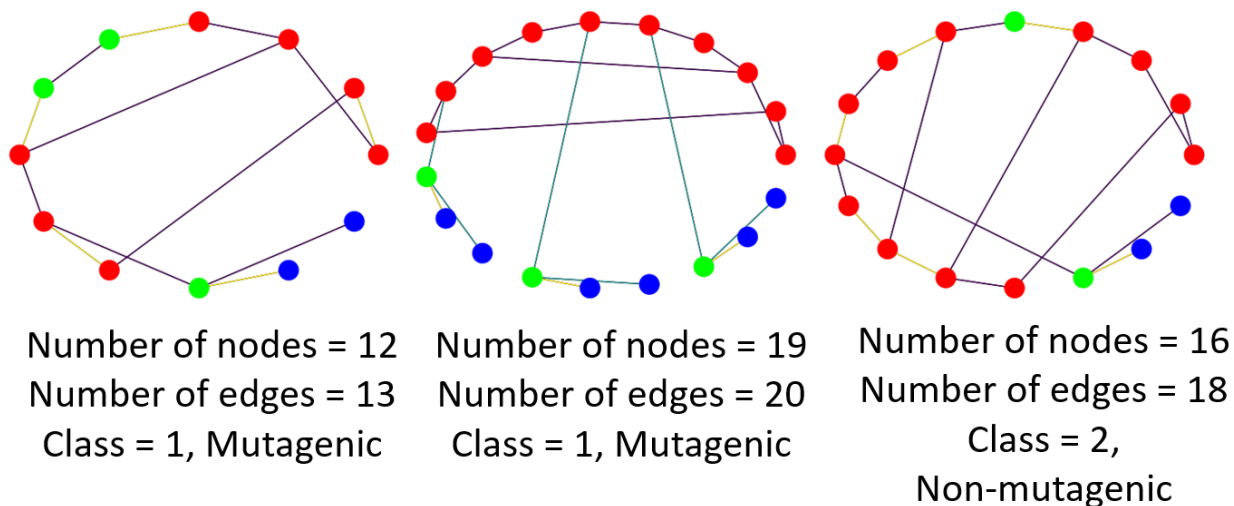 Number of nodes = 12
Number of edges = 13
Class = 1, Mutagenic
Number of nodes = 19
Number of edges = 20
Class = 1, Mutagenic
Number of nodes = 16
Number of edges = 18
Class = 2,
Non-mutagenic